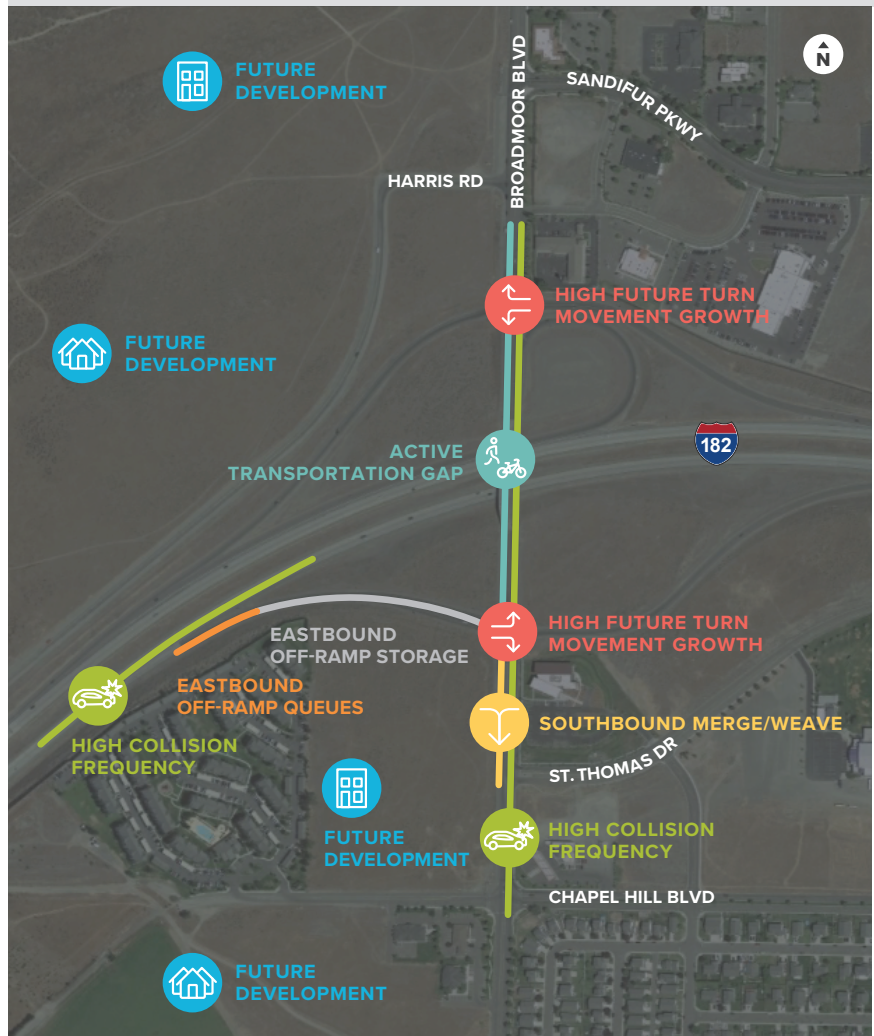 N
FUTURE
DEVELOPMENT
BROADMOOR BLVD
SANDIFUR PKWY
HARRIS RD
HIGH FUTURE TURN
MOVEMENT GROWTH
FUTURE
DEVELOPMENT
ACTIVE
TRANSPORTATION GAP
182
EASTBOUND
OFF-RAMP STORAGE
HIGH FUTURE TURN
MOVEMENT GROWTH
EASTBOUND
OFF-RAMP QUEUES
SOUTHBOUND MERGE/WEAVE
HIGH COLLISION
FREQUENCY
ST. THOMAS DR
FUTURE
DEVELOPMENT
HIGH COLLISION
FREQUENCY
CHAPEL HILL BLVD
FUTURE
DEVELOPMENT